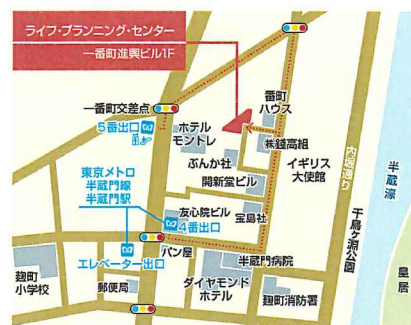 ライフ・プランニング・センター
一番町進興ビル1F
一番町交差点
5番出口
ホテル
モントレ
番町
ハウス
㈱錢高組
ぶんか社
イギリス
大使館
開新堂ビル
内堀通り
千鳥ヶ淵公園
半蔵濠
皇居
東京メトロ
半蔵門線
半蔵門駅
友心院ビル
4番出口
宝島社
エレベーター出口
パン屋
半蔵門病院
麹町
小学校
郵便局
ダイヤモンド
ホテル
麹町消防署